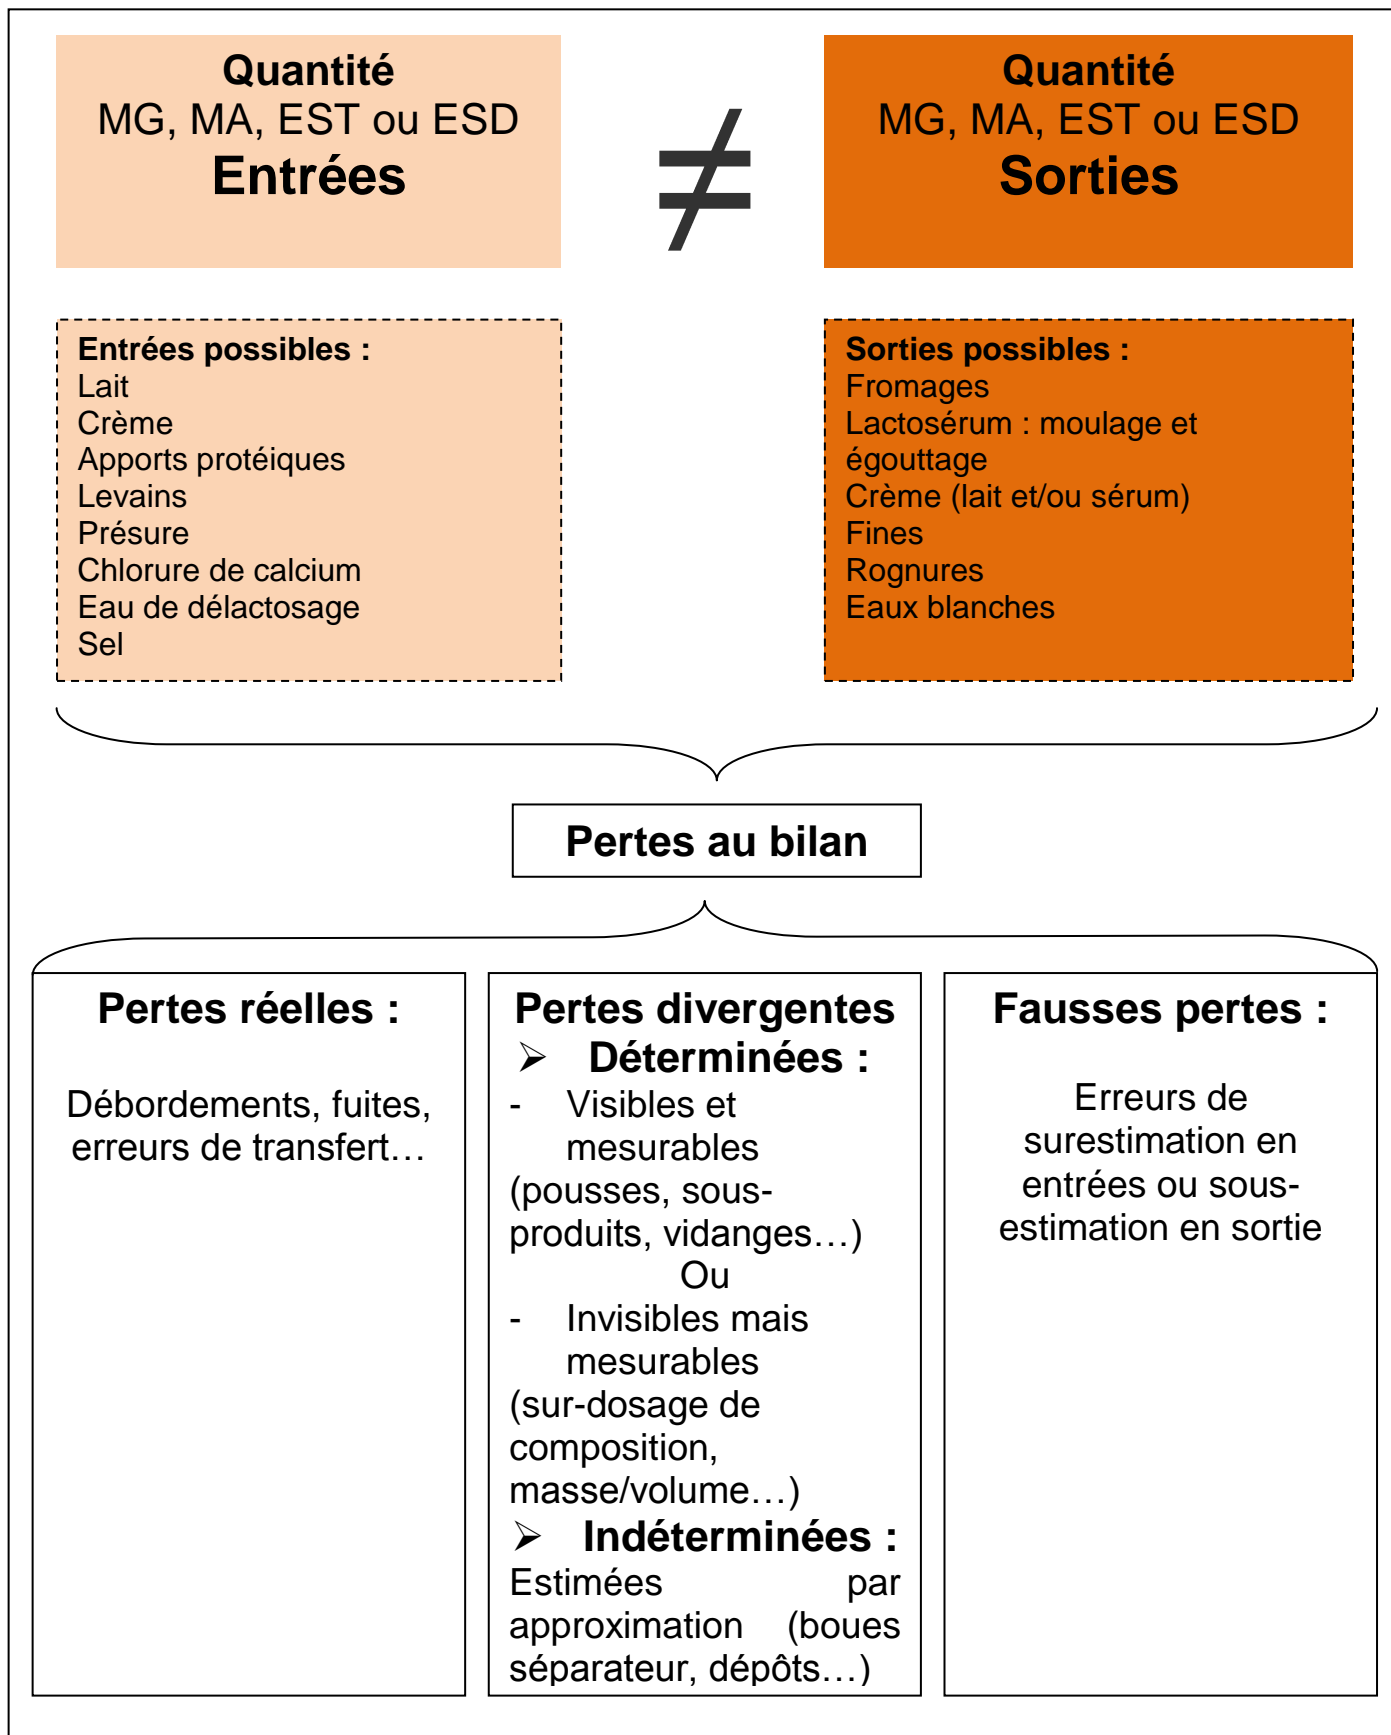 Quantité
MG, MA, EST ou ESD
Entrées
≠
Quantité
MG, MA, EST ou ESD
Sorties
Entrées possibles :
Lait
Crème
Apports protéiques
Levains
Présure
Chlorure de calcium
Eau de délactosage
Sel
Sorties possibles :
Fromages
Lactosérum : moulage et
égouttage
Crème (lait et/ou sérum)
Fines
Rognures
Eaux blanches
Pertes au bilan
Pertes réelles :
Débordements, fuites,
erreurs de transfert…
Pertes divergentes
➢ Déterminées :
- Visibles et
mesurables
(pousses, sous-
produits, vidanges…)
Ou
- Invisibles mais
mesurables
(sur-dosage de
composition,
masse/volume…)
➢ Indéterminées :
Estimées par
approximation (boues
séparateur, dépôts…)
Fausses pertes :
Erreurs de
surestimation en
entrées ou sous-
estimation en sortie